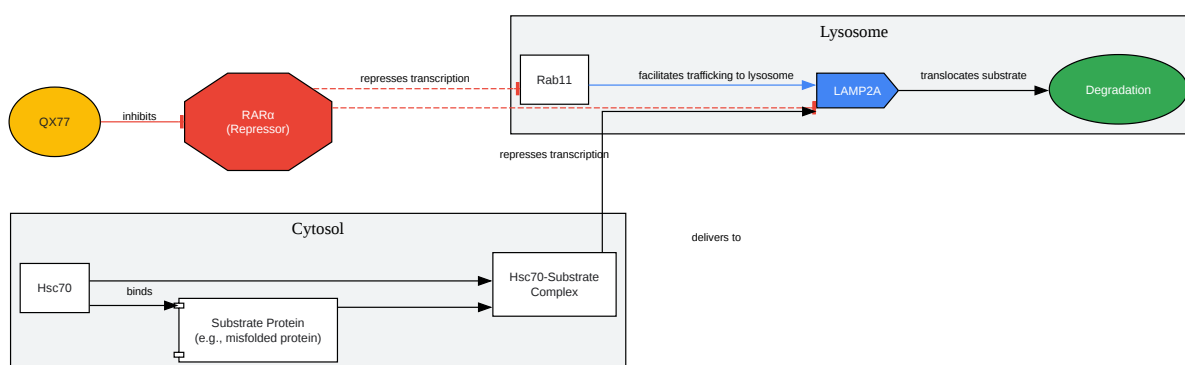 Lysosome
represses transcription
Rab11
facilitates trafficking to lysosome
LAMP2A
translocates substrate
Degradation
QX77
inhibits
RARα
(Repressor)
represses transcription
Cytosol
delivers to
Hsc70
binds
Substrate Protein
(e.g., misfolded protein)
Hsc70-Substrate
Complex